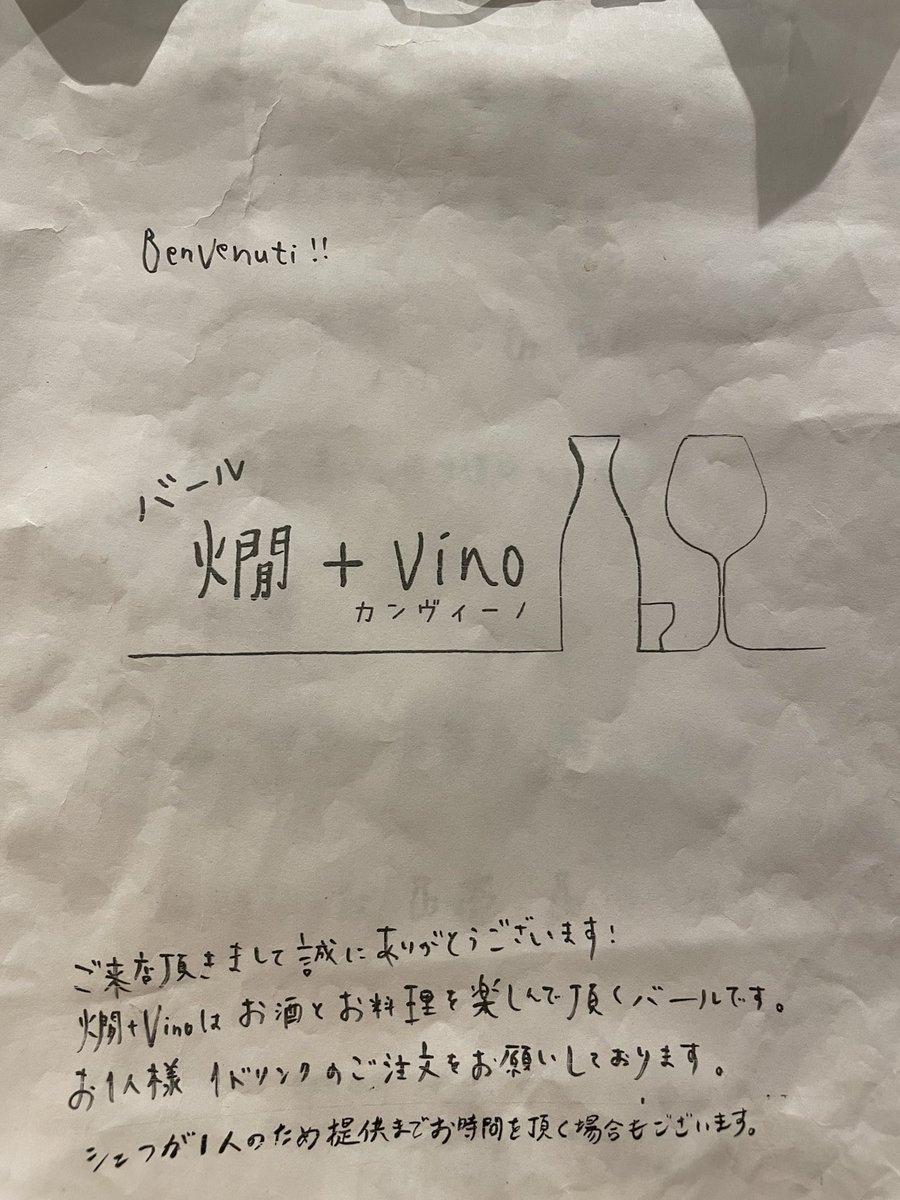 Benvenuti!!
バール
燗+Vino
カンヴィーノ
ご来店頂きまして誠にありがとうございます!
燗+Vinoはお酒とお料理を楽しんで頂くバールです。
お1人様 1ドリンクのご注文をお願いしております。
シェフが1人のため提供までお時間を頂く場合もございます。